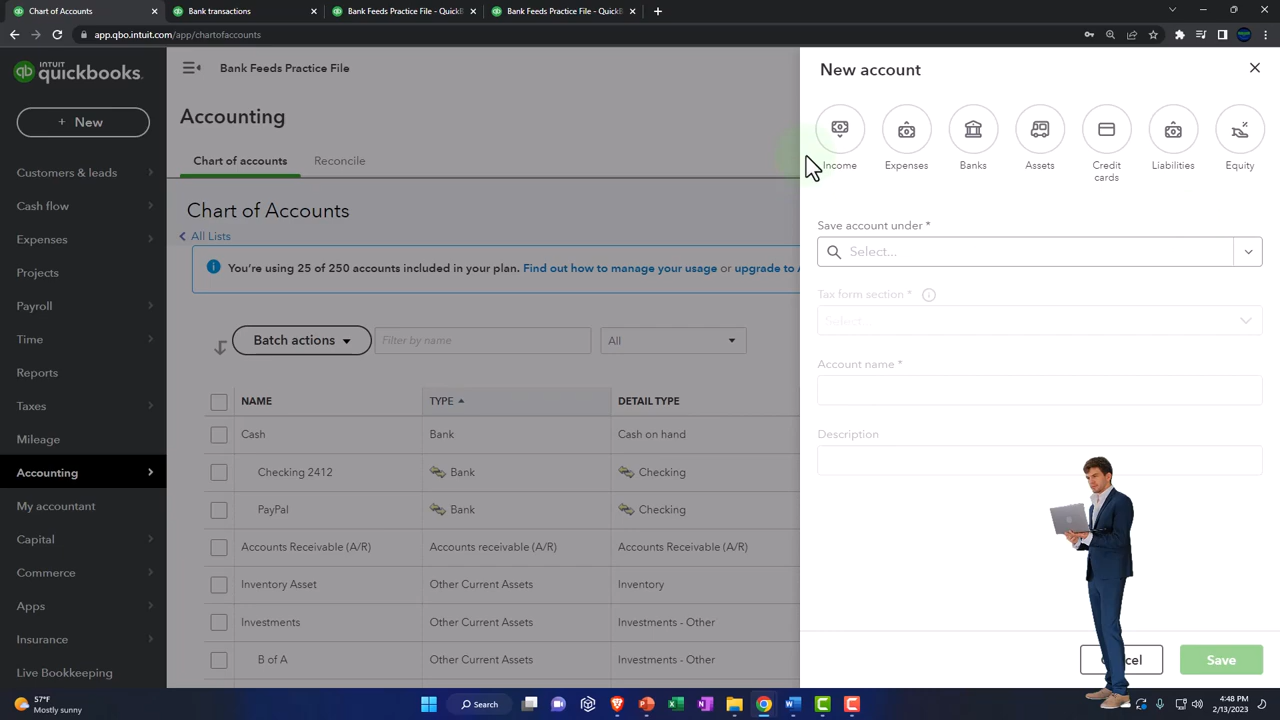 Chart of Accounts
Bank transactions
Bank Feeds Practice File - QuickB
Bank Feeds Practice File - QuickB
app.qbo.intuit.com/app/chartofaccounts
INTUIT
quickbooks.
Bank Feeds Practice File
New account
+ New
Accounting
Income
Expenses
Banks
Assets
Credit cards
Liabilities
Equity
Chart of accounts
Reconcile
Customers & leads
Cash flow
Expenses
Projects
Payroll
Time
Reports
Taxes
Mileage
Accounting
My accountant
Capital
Commerce
Apps
Insurance
Live Bookkeeping
Chart of Accounts
All Lists
You're using 25 of 250 accounts included in your plan. Find out how to manage your usage or upgrade to A
Batch actions
Filter by name
All
NAME TYPE DETAIL TYPE
Cash Bank Cash on hand
Checking 2412 Bank Checking
PayPal Bank Checking
Accounts Receivable (A/R) Accounts receivable (A/R) Accounts Receivable (A/R)
Inventory Asset Other Current Assets Inventory
Investments Other Current Assets Investments - Other
B of A Other Current Assets Investments - Other
Save account under *
Select...
Tax form section *
Select...
Account name *
Description
cel
Save
57°F
Mostly sunny
Search
4:48 PM
2/13/2023